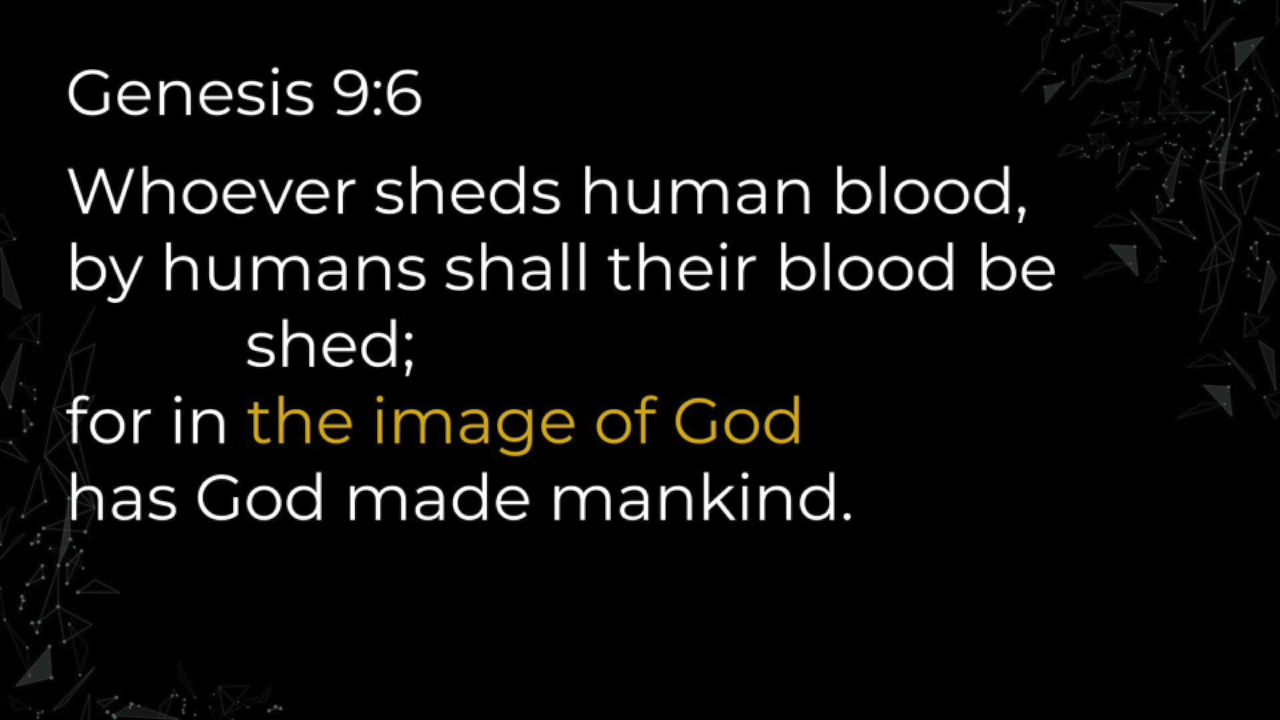 Genesis 9:6
Whoever sheds human blood,
by humans shall their blood be
shed;
for in the image of God
has God made mankind.